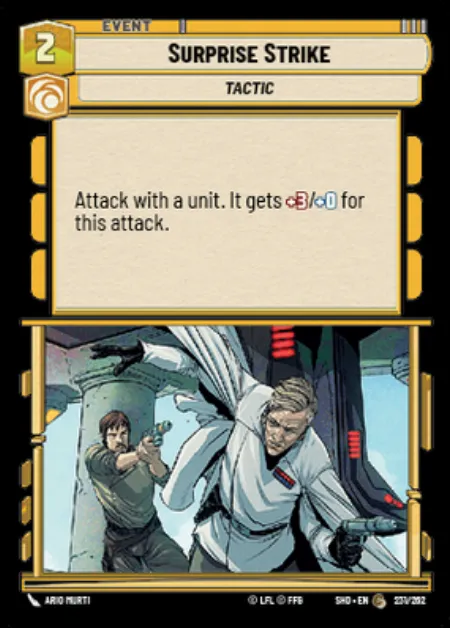 EVENT
2
SURPRISE STRIKE
TACTIC
Attack with a unit. It gets +3/+0 for
this attack.
ARIO MURTI
© LFL © FFG
SHD • EN
231/262